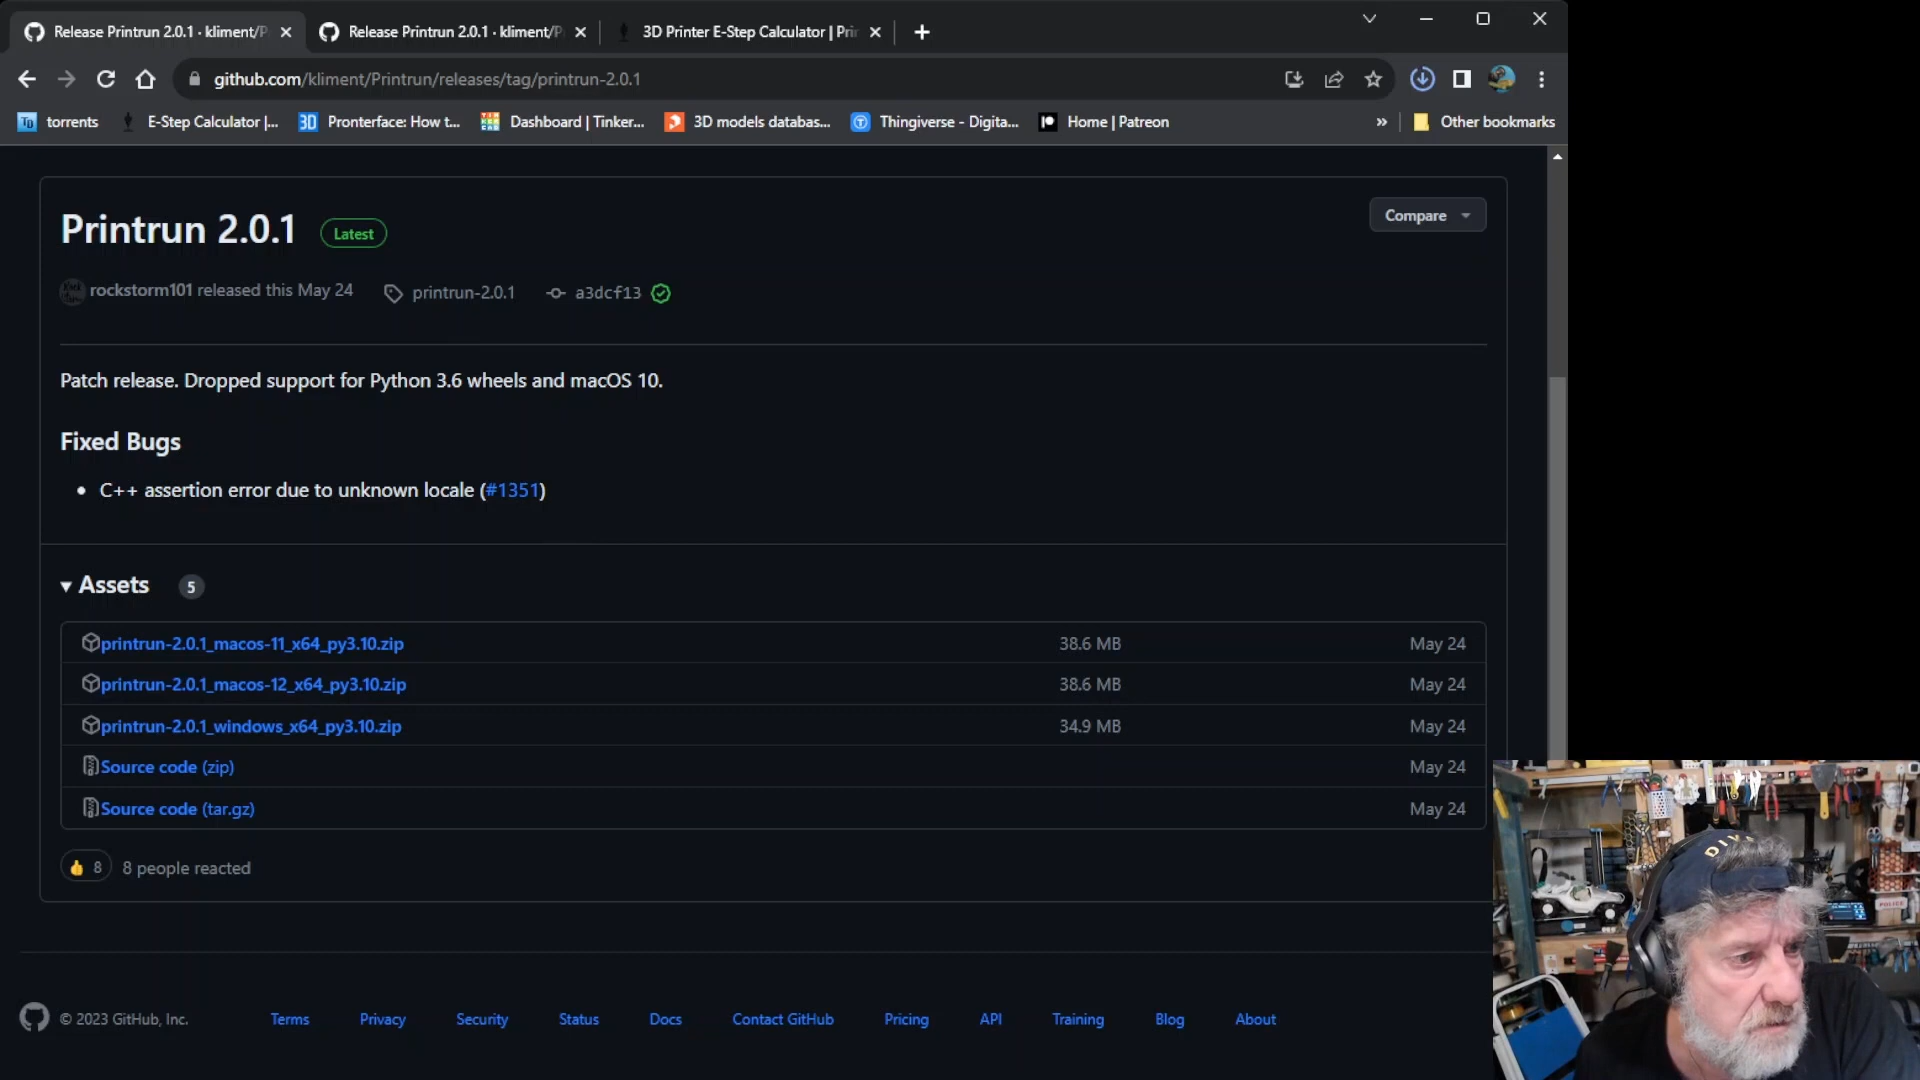 Release Printrun 2.0.1 · kliment/P
Release Printrun 2.0.1 · kliment/P
3D Printer E-Step Calculator | Prin
github.com/kliment/Printrun/releases/tag/printrun-2.0.1
torrents
E-Step Calculator |...
3D
Pronterface: How t...
Dashboard | Tinker...
3D models databas...
Thingiverse - Digita...
Home | Patreon
»
Other bookmarks
Printrun 2.0.1
Latest
Compare
rockstorm101 released this May 24
printrun-2.0.1
a3dcf13
Patch release. Dropped support for Python 3.6 wheels and macOS 10.
Fixed Bugs
• C++ assertion error due to unknown locale (#1351)
Assets 5
printrun-2.0.1_macos-11_x64_py3.10.zip 38.6 MB May 24
printrun-2.0.1_macos-12_x64_py3.10.zip 38.6 MB May 24
printrun-2.0.1_windows_x64_py3.10.zip 34.9 MB May 24
Source code (zip) May 24
Source code (tar.gz) May 24
👍 8 8 people reacted
© 2023 GitHub, Inc.
Terms
Privacy
Security
Status
Docs
Contact GitHub
Pricing
API
Training
Blog
About
POLICE